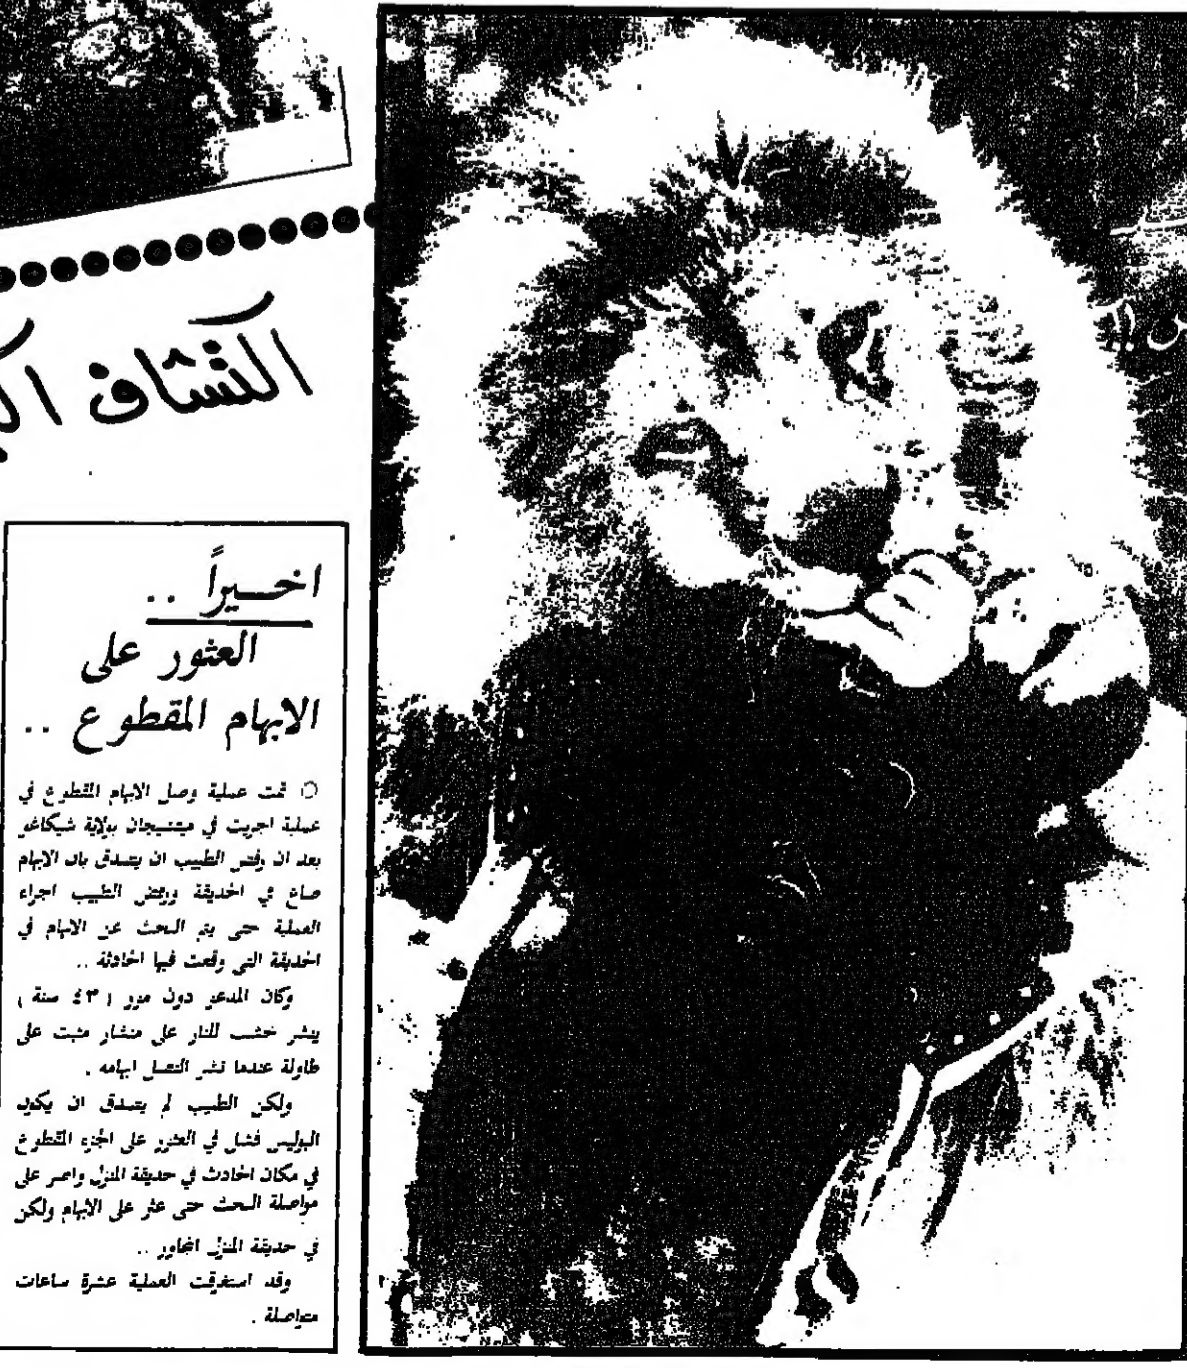 ن !!
اكتشاف
اخيراً ..
العثور على
الابهام المقطوع ..
تمت عملية وصل الابهام المقطوع في
عملية اجريت في ميتشيجان بولاية شيكاغو
بعد ان رفض الطبيب ان يصدق بان الابهام
ضاع في الحديقة ورفض الطبيب اجراء
العملية حتى يتم البحث عن الابهام في
الحديقة التي وقعت فيها الحادثة ..
وكان المدعو دون مور ( ٤٣ سنة )
ينشر خشب للنار على منشار مثبت على
طاولة عندما نشر النصل ابهامه .
ولكن الطبيب لم يصدق ان يكون
البوليس فشل في العثور على الجزء المقطوع
في مكان الحادث في حديقة المنزل واصر على
مواصلة البحث حتى عثر على الابهام ولكن
في حديقة المنزل المجاور ..
وقد استغرقت العملية عشرة ساعات
متواصلة .